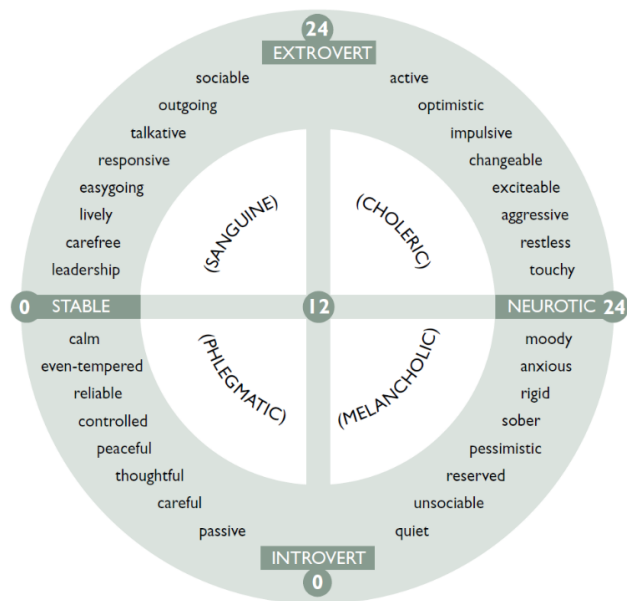 24
EXTROVERT
sociable
outgoing
talkative
responsive
easygoing
lively
carefree
leadership
active
optimistic
impulsive
changeable
exciteable
aggressive
restless
touchy
(SANGUINE)
(CHOLERIC)
0 STABLE
12
NEUROTIC 24
(PHLEGMATIC)
(MELANCHOLIC)
calm
even-tempered
reliable
controlled
peaceful
thoughtful
careful
passive
moody
anxious
rigid
sober
pessimistic
reserved
unsociable
quiet
INTROVERT
0